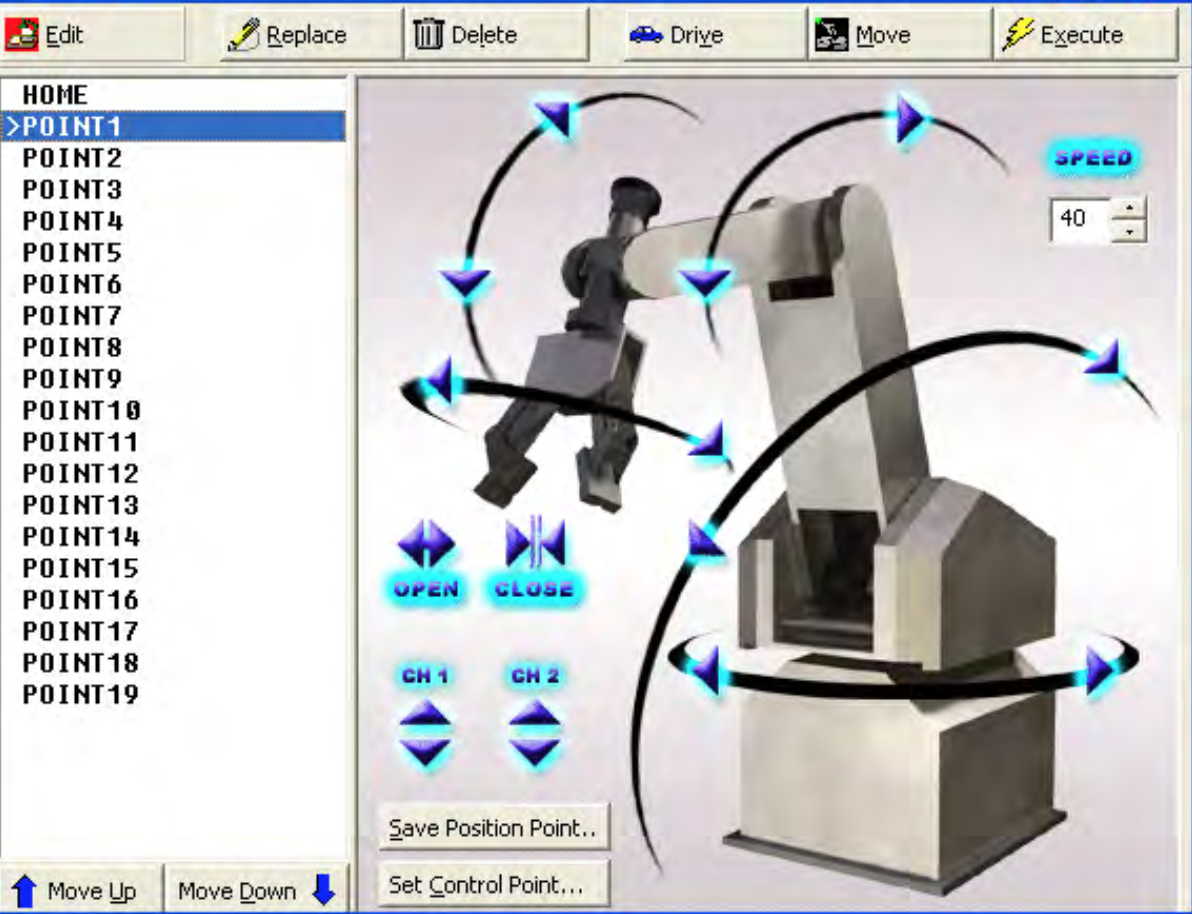 Edit Replace Delete Drive Move Execute
HOME
>POINT1
POINT2
POINT3
POINT4
POINT5
POINT6
POINT7
POINT8
POINT9
POINT10
POINT11
POINT12
POINT13
POINT14
POINT15
POINT16
POINT17
POINT18
POINT19
Move Up Move Down
SPEED
40
OPEN CLOSE
CH 1 CH 2
Save Position Point..
Set Control Point...